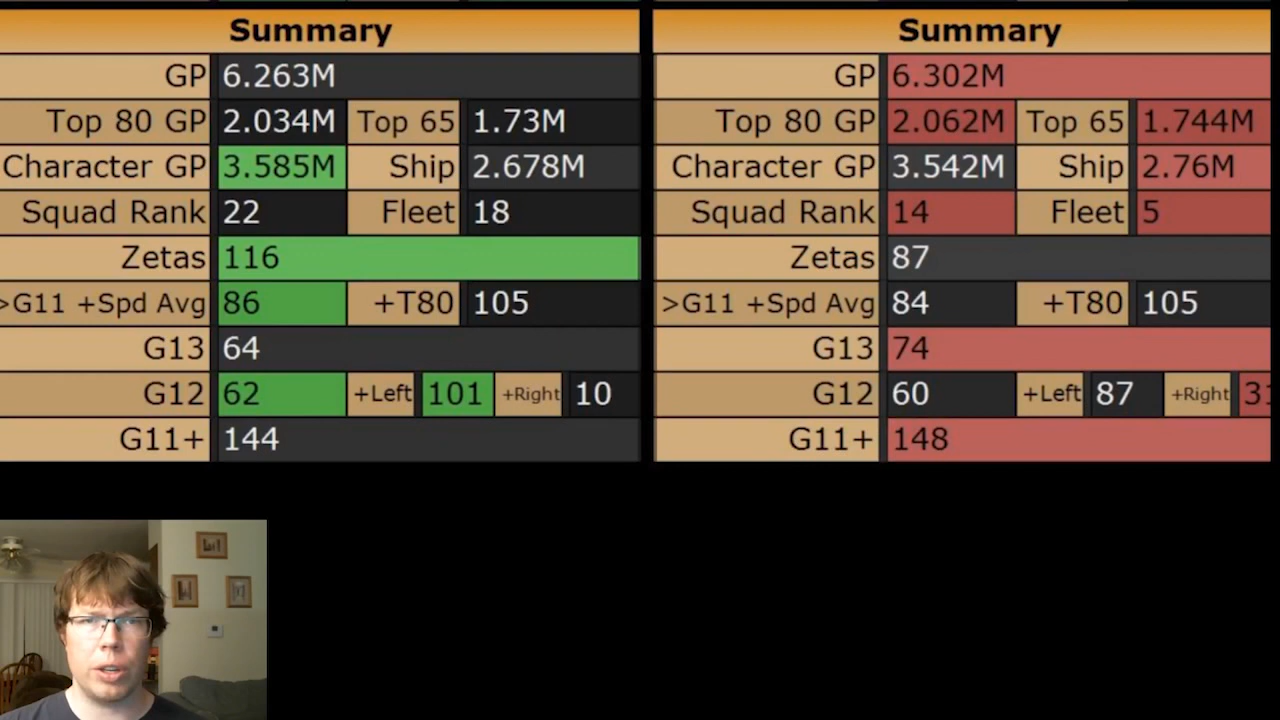 Summary
GP 6.263M
Top 80 GP 2.034M Top 65 1.73M
Character GP 3.585M Ship 2.678M
Squad Rank 22 Fleet 18
Zetas 116
>G11 +Spd Avg 86 +T80 105
G13 64
G12 62 +Left 101 +Right 10
G11+ 144
Summary
GP 6.302M
Top 80 GP 2.062M Top 65 1.744M
Character GP 3.542M Ship 2.76M
Squad Rank 14 Fleet 5
Zetas 87
>G11 +Spd Avg 84 +T80 105
G13 74
G12 60 +Left 87 +Right 31
G11+ 148